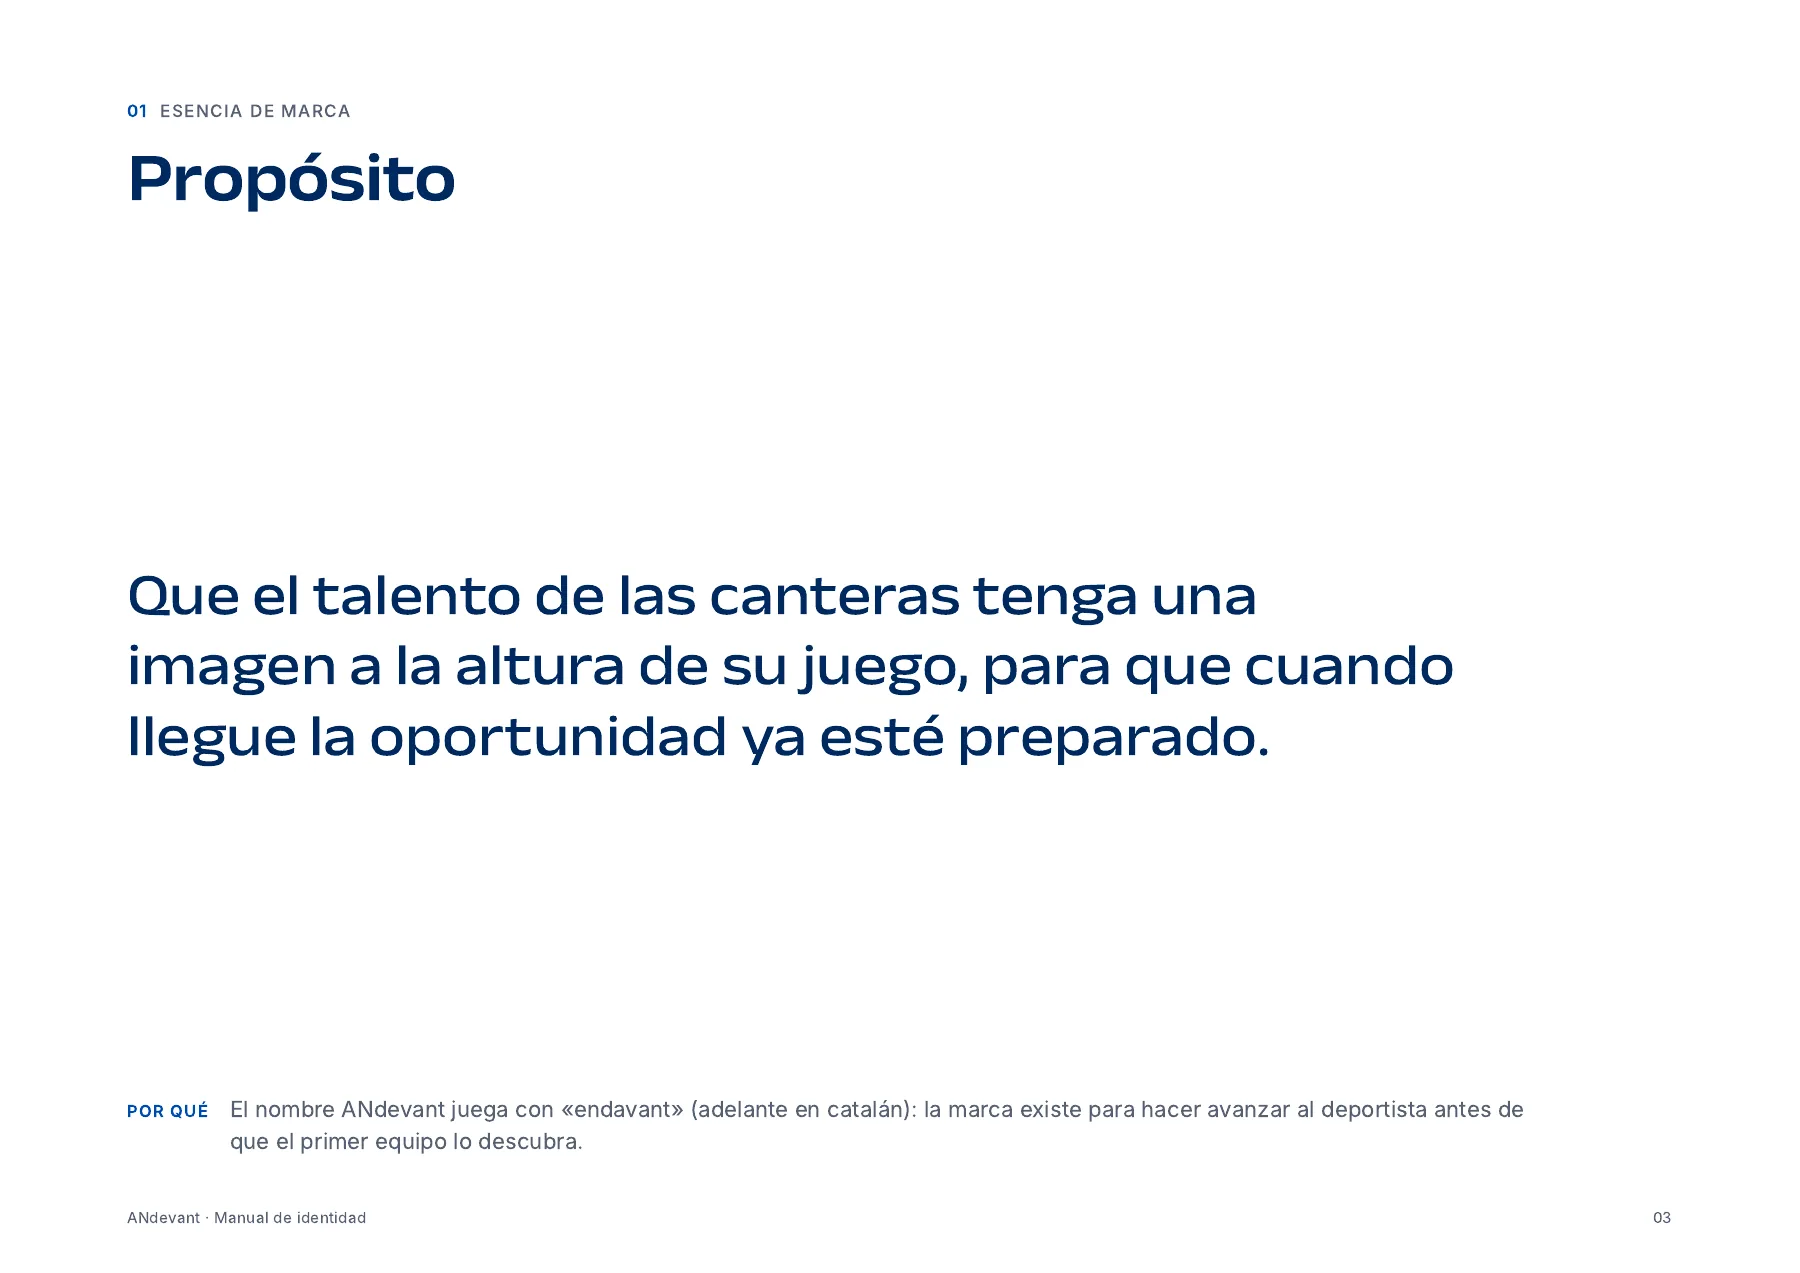 01 ESENCIA DE MARCA
Propósito
Que el talento de las canteras tenga una
imagen a la altura de su juego, para que cuando
llegue la oportunidad ya esté preparado.
POR QUÉ El nombre ANdevant juega con «endavant» (adelante en catalán): la marca existe para hacer avanzar al deportista antes de
que el primer equipo lo descubra.
ANdevant · Manual de identidad 03